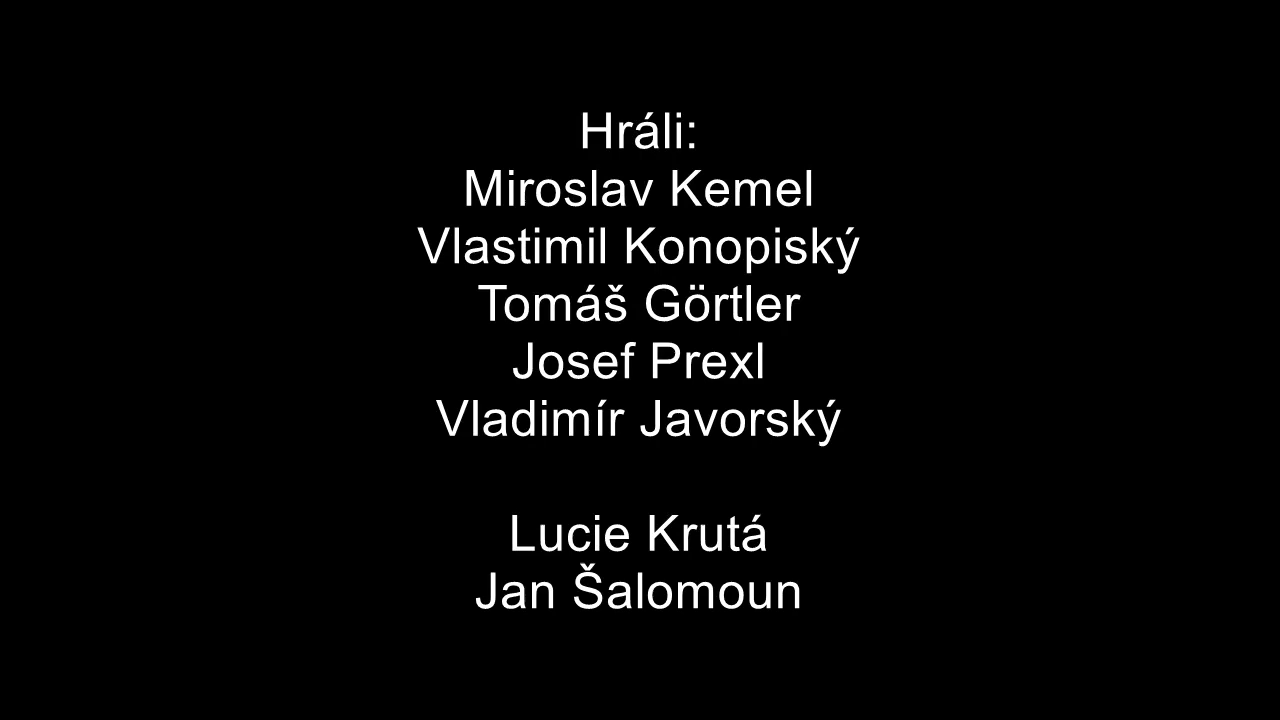 Hráli:
Miroslav Kemel
Vlastimil Konopiský
Tomáš Görtler
Josef Prexl
Vladimír Javorský
Lucie Krutá
Jan Šalomoun